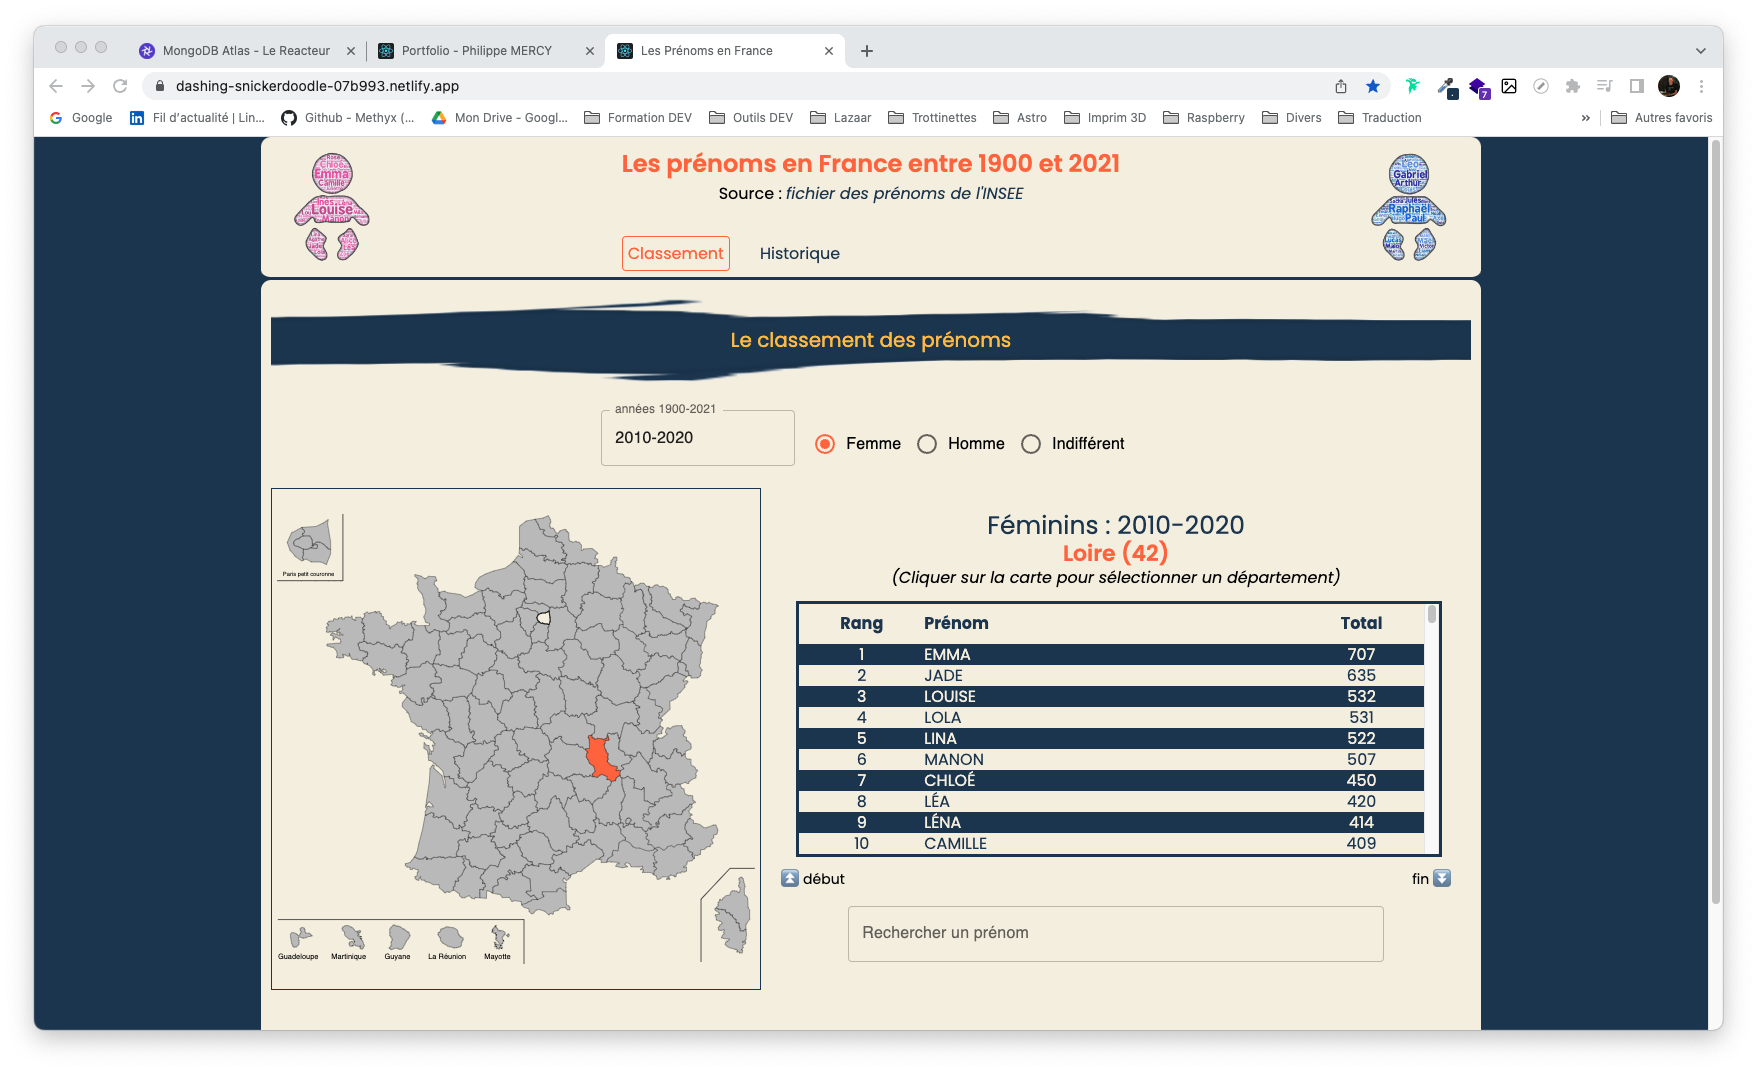 MongoDB Atlas - Le Reacteur
Portfolio - Philippe MERCY
Les Prénoms en France
dashing-snickerdoodle-07b993.netlify.app
7
Google
Fil d'actualité | Lin...
Github - Methyx (...
Mon Drive - Googl...
Formation DEV
Outils DEV
Lazaar
Trottinettes
Astro
Imprim 3D
Raspberry
Divers
Traduction
»
Autres favoris
Chloé
Emma
Camille
Inès
Louise
Manon
Jade
Les prénoms en France entre 1900 et 2021
Source : fichier des prénoms de l'INSEE
Classement
Historique
Léo
Gabriel
Arthur
Jules
Raphaël
Paul
Lucas
Le classement des prénoms
années 1900-2021
2010-2020
Femme
Homme
Indifférent
Paris petit couronne
Guadeloupe
Martinique
Guyane
La Réunion
Mayotte
Féminins : 2010-2020
Loire (42)
(Cliquer sur la carte pour sélectionner un département)
Rang Prénom Total
1 EMMA 707
2 JADE 635
3 LOUISE 532
4 LOLA 531
5 LINA 522
6 MANON 507
7 CHLOÉ 450
8 LÉA 420
9 LÉNA 414
10 CAMILLE 409
début
fin
Rechercher un prénom